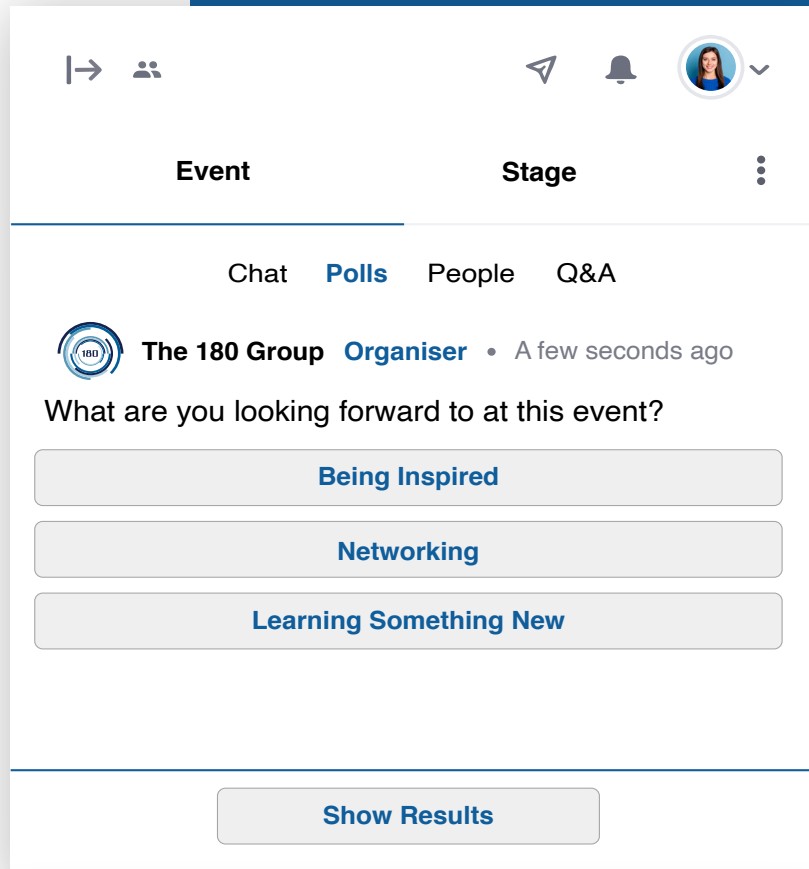 Event Stage
Chat Polls People Q&A
180 The 180 Group Organiser • A few seconds ago
What are you looking forward to at this event?
Being Inspired
Networking
Learning Something New
Show Results